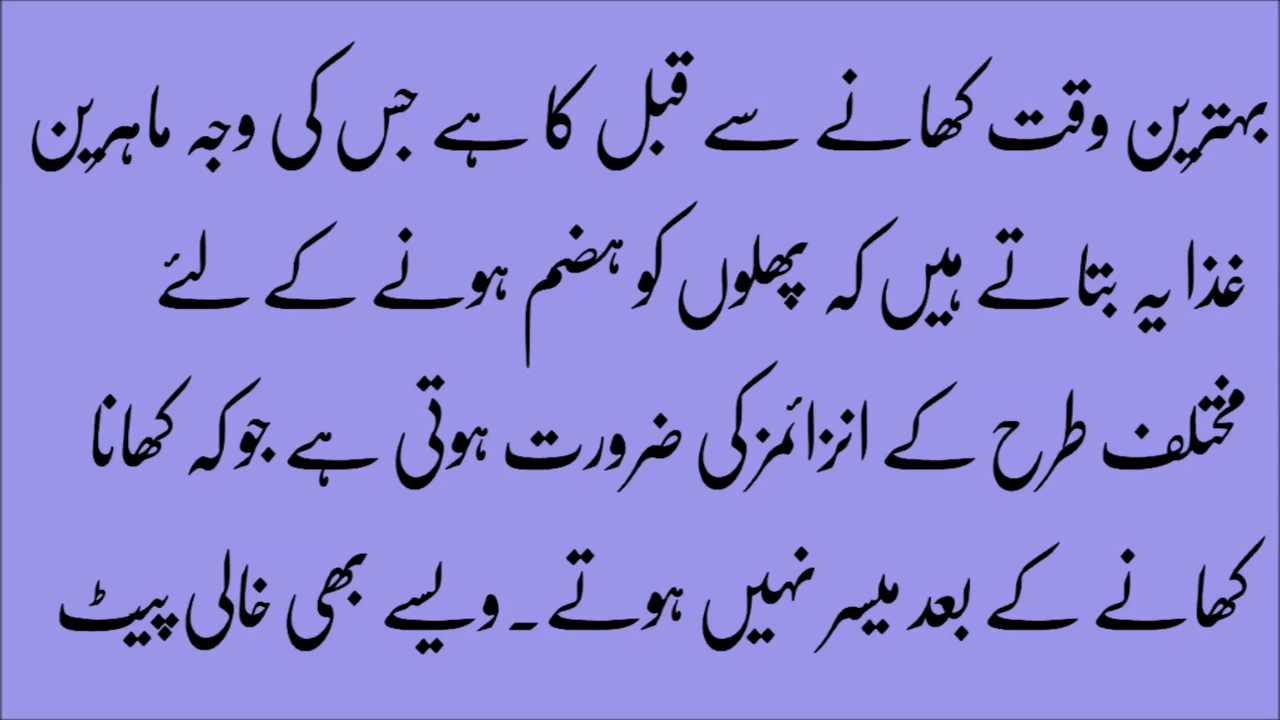 بہترین وقت کھانے سے قبل کا ہے جس کی وجہ ماہرین
غذا یہ بتاتے ہیں کہ پھلوں کو ہضم ہونے کے لئے
مختلف طرح کے انزائمز کی ضرورت ہوتی ہے جو کہ کھانا
کھانے کے بعد میسر نہیں ہوتے۔ ویسے بھی خالی پیٹ